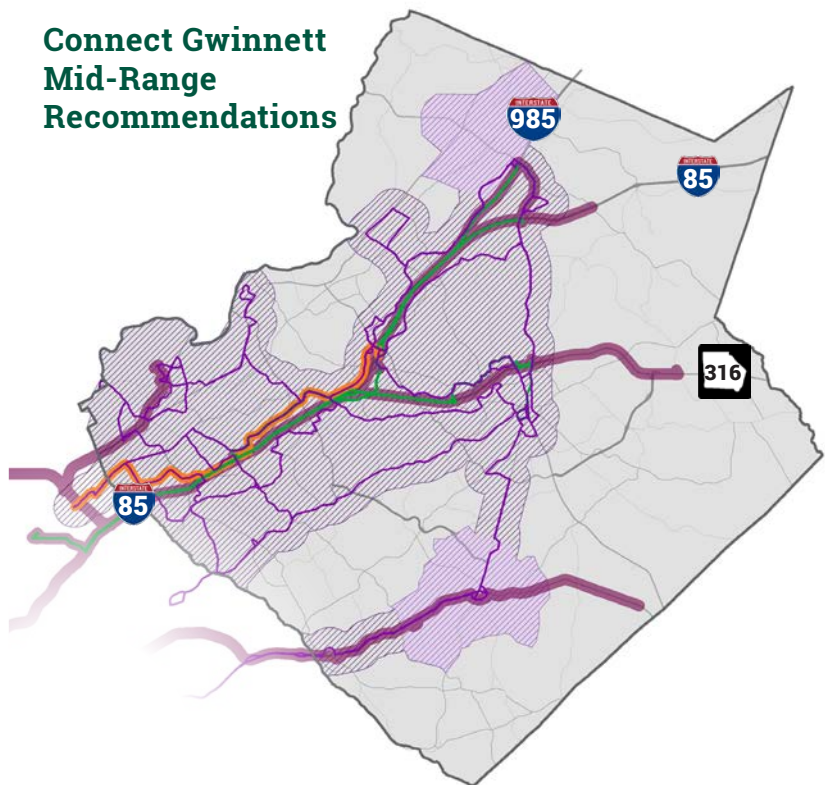 Connect Gwinnett
Mid-Range
Recommendations
INTERSTATE
985
INTERSTATE
85
316
INTERSTATE
85